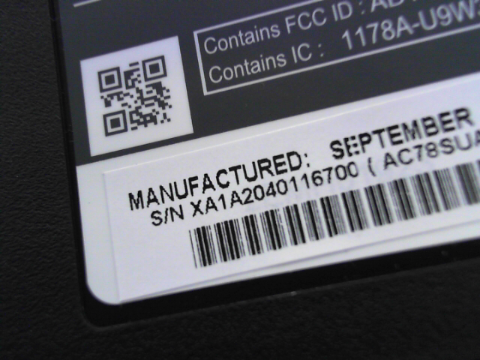 Contains FCC ID :
Contains IC : 1178A-U9W
MANUFACTURED: SEPTEMBER
S/N XA1A2040116700 ( AC78SUA